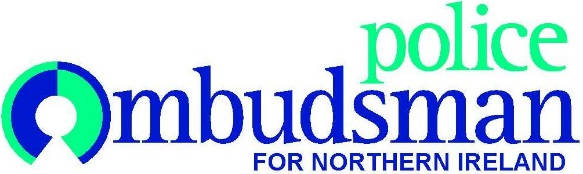 police
Ombudsman
FOR NORTHERN IRELAND